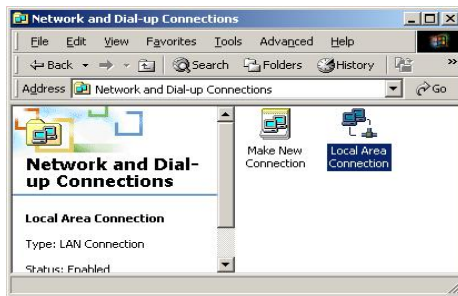 Network and Dial-up Connections
File Edit View Favorites Tools Advanced Help
Back Search Folders History »
Address Network and Dial-up Connections Go
Network and Dial-
up Connections
Local Area Connection
Type: LAN Connection
Status: Enabled
Make New
Connection
Local Area
Connection